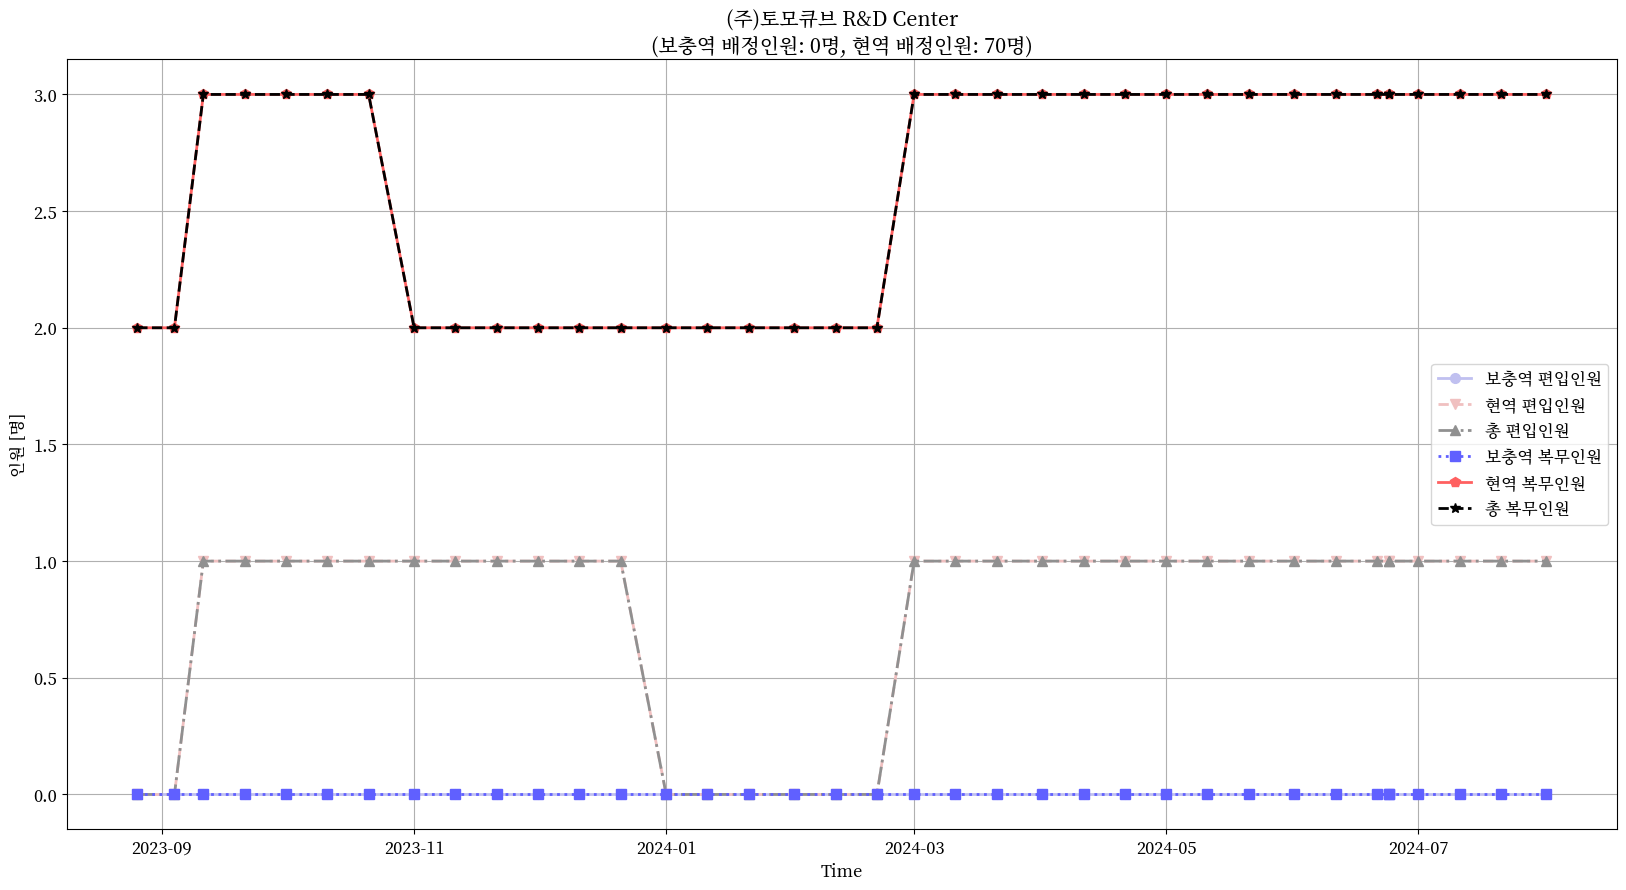 (주)토모큐브 R&D Center
(보충역 배정인원: 0명, 현역 배정인원: 70명)
인원 [명]
3.0
2.5
2.0
1.5
1.0
0.5
0.0
보충역 편입인원
현역 편입인원
총 편입인원
보충역 복무인원
현역 복무인원
총 복무인원
2023-09
2023-11
2024-01
2024-03
2024-05
2024-07
Time